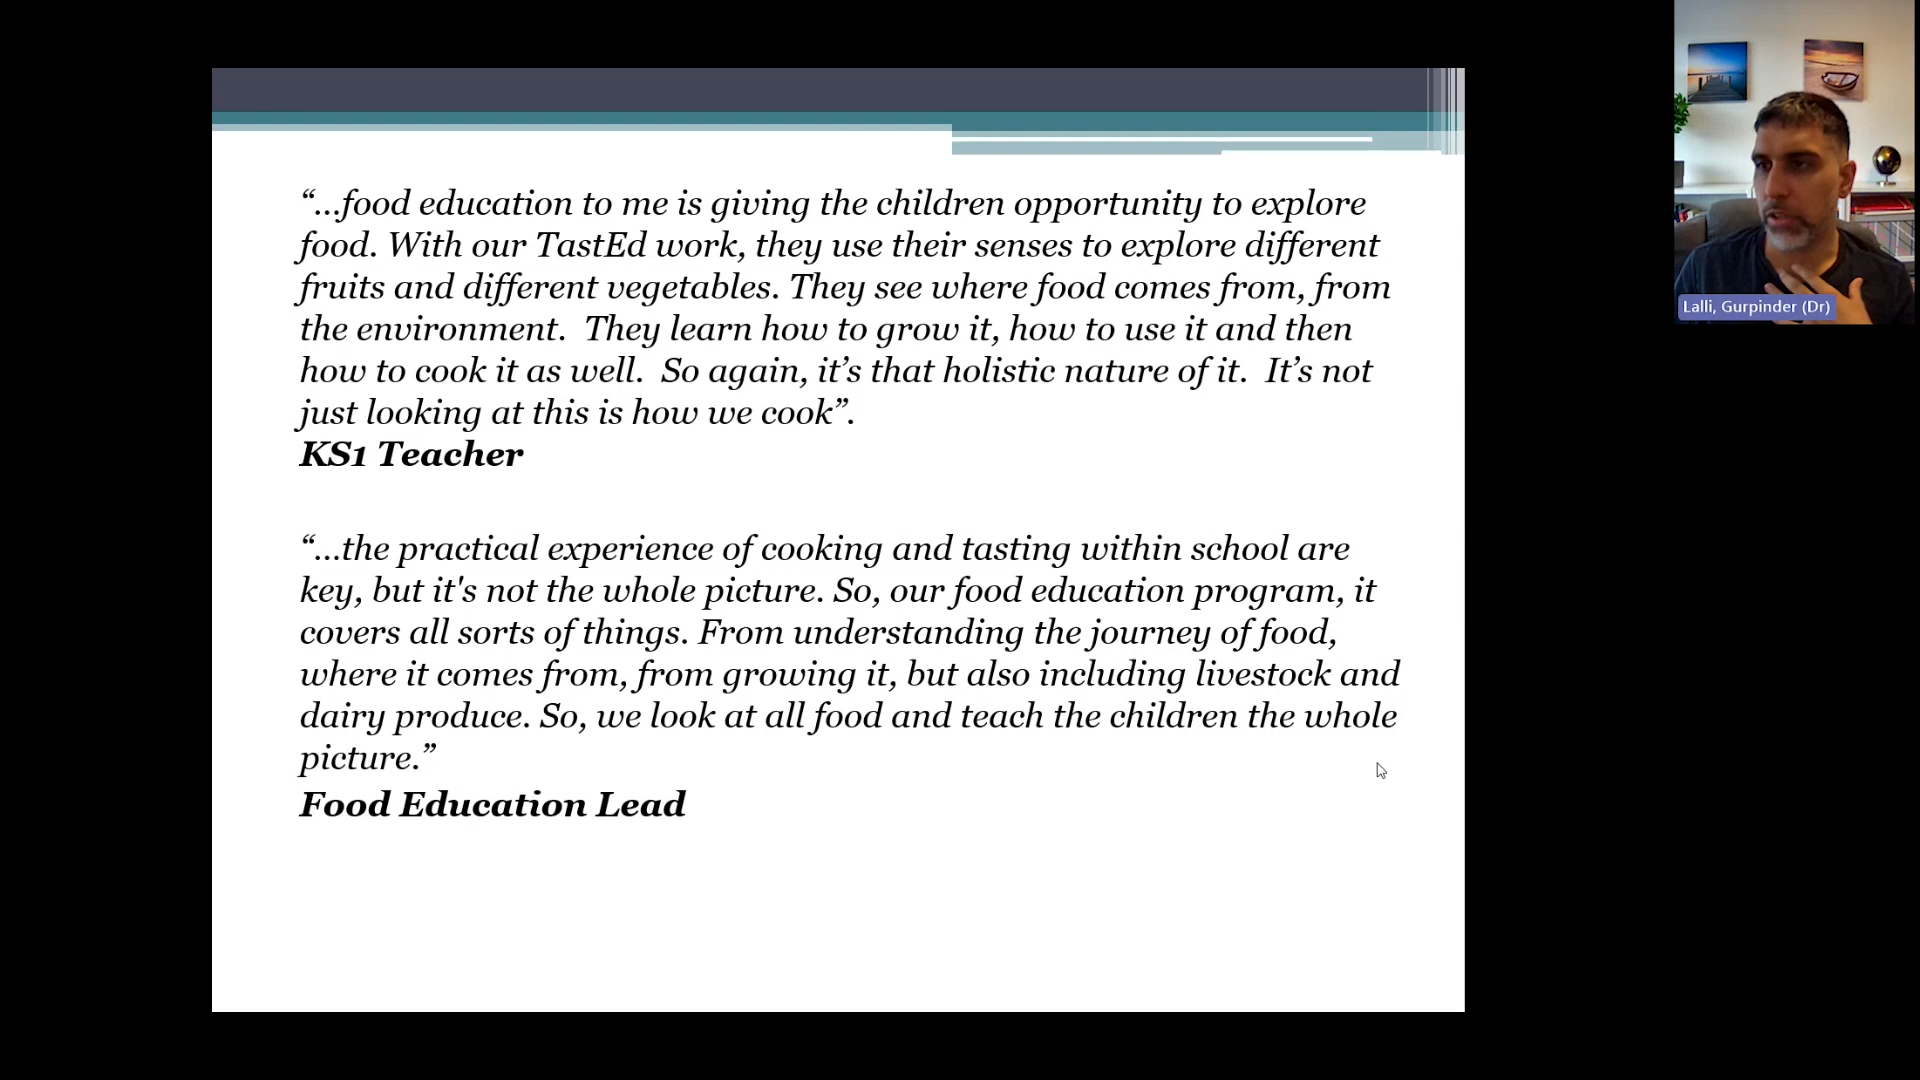 “...food education to me is giving the children opportunity to explore
food. With our TastEd work, they use their senses to explore different
fruits and different vegetables. They see where food comes from, from
the environment.  They learn how to grow it, how to use it and then
how to cook it as well.  So again, it’s that holistic nature of it.  It’s not
just looking at this is how we cook”.
KS1 Teacher
“...the practical experience of cooking and tasting within school are
key, but it's not the whole picture. So, our food education program, it
covers all sorts of things. From understanding the journey of food,
where it comes from, from growing it, but also including livestock and
dairy produce. So, we look at all food and teach the children the whole
picture.”
Food Education Lead
Lalli, Gurpinder (Dr)